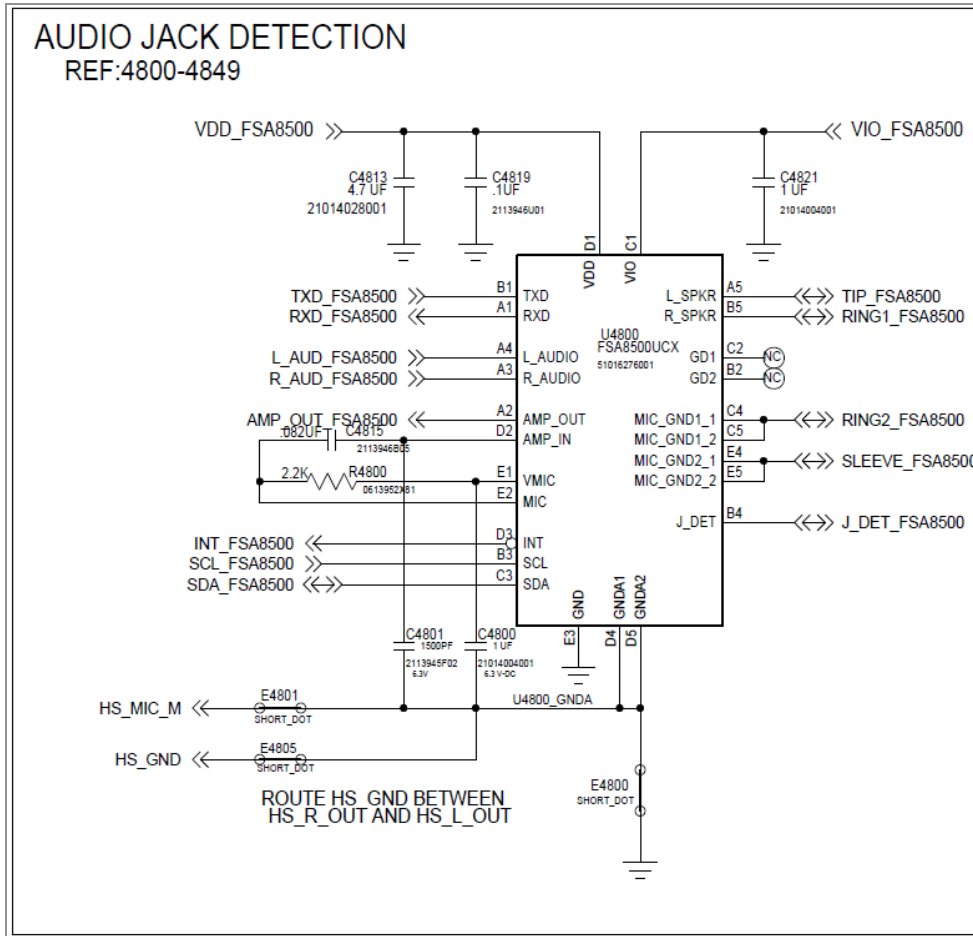 AUDIO JACK DETECTION
REF:4800-4849
VDD_FSA8500
VIO_FSA8500
C4813
4.7 UF
21014028001
C4819
.1UF
2113946U01
C4821
1 UF
21014004001
D1
C1
VDD
VIO
TXD_FSA8500
B1
TXD
RXD_FSA8500
A1
RXD
L_AUD_FSA8500
A4
L_AUDIO
R_AUD_FSA8500
A3
R_AUDIO
AMP_OUT_FSA8500
A2
AMP_OUT
D2
AMP_IN
.082UF
C4815
2113946B05
2.2K
R4800
0613952X81
E1
VMIC
E2
MIC
INT_FSA8500
D3
INT
SCL_FSA8500
B3
SCL
SDA_FSA8500
C3
SDA
U4800
FSA8500UCX
51016276001
L_SPKR
A5
TIP_FSA8500
R_SPKR
B5
RING1_FSA8500
GD1
C2
NC
GD2
B2
NC
MIC_GND1_1
C4
RING2_FSA8500
MIC_GND1_2
C5
MIC_GND2_1
E4
SLEEVE_FSA8500
MIC_GND2_2
E5
J_DET
B4
J_DET_FSA8500
GND
GNDA1
GNDA2
E3
D4
D5
C4801
1500PF
2113945F02
6.3V
C4800
1 UF
21014004001
6.3 V-DC
U4800_GNDA
HS_MIC_M
E4801
SHORT_DOT
HS_GND
E4805
SHORT_DOT
E4800
SHORT_DOT
ROUTE HS_GND BETWEEN
HS_R_OUT AND HS_L_OUT